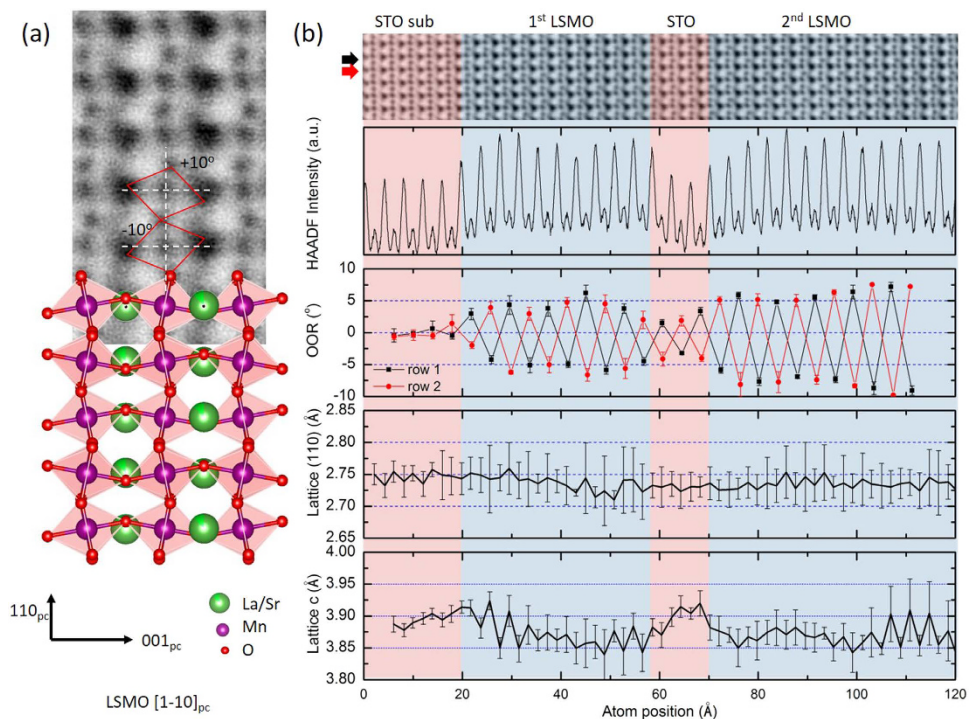 (a)
+10°
-10°
110pc
001pc
La/Sr
Mn
O
LSMO [1-10]pc
(b)
STO sub
1st LSMO
STO
2nd LSMO
HAADF Intensity (a.u.)
OOR (°)
10
5
0
-5
-10
row 1
row 2
Lattice (110) (Å)
2.85
2.80
2.75
2.70
2.65
Lattice c (Å)
4.00
3.95
3.90
3.85
3.80
0
20
40
60
80
100
120
Atom position (Å)